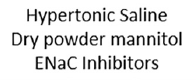 Hypertonic Saline
Dry powder mannitol
ENaC Inhibitors